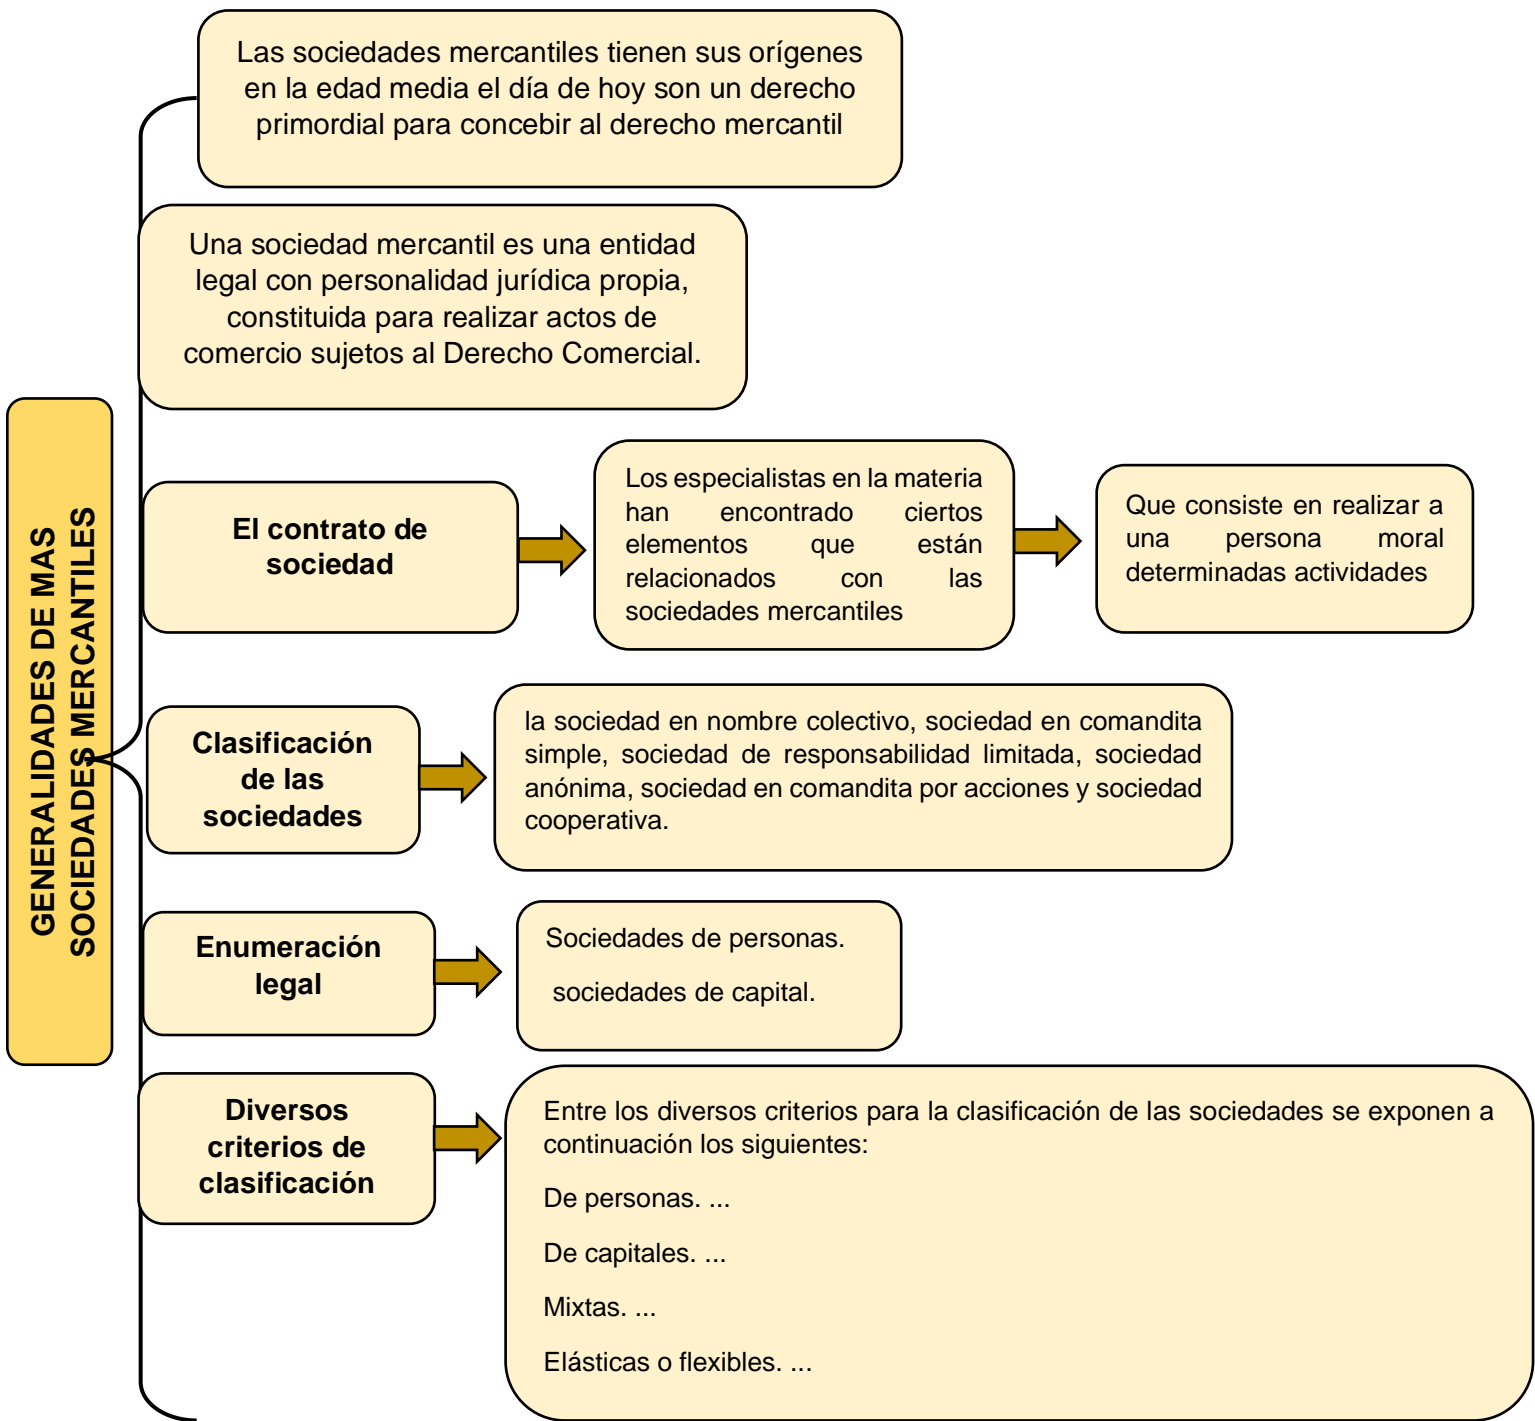 Las sociedades mercantiles tienen sus orígenes
en la edad media el día de hoy son un derecho
primordial para concebir al derecho mercantil
Una sociedad mercantil es una entidad
legal con personalidad jurídica propia,
constituida para realizar actos de
comercio sujetos al Derecho Comercial.
GENERALIDADES DE MAS
SOCIEDADES MERCANTILES
El contrato de
sociedad
Los especialistas en la materia
han encontrado ciertos
elementos que están
relacionados con las
sociedades mercantiles
Que consiste en realizar a
una persona moral
determinadas actividades
Clasificación
de las
sociedades
la sociedad en nombre colectivo, sociedad en comandita
simple, sociedad de responsabilidad limitada, sociedad
anónima, sociedad en comandita por acciones y sociedad
cooperativa.
Enumeración
legal
Sociedades de personas.
sociedades de capital.
Diversos
criterios de
clasificación
Entre los diversos criterios para la clasificación de las sociedades se exponen a
continuación los siguientes:
De personas. ...
De capitales. ...
Mixtas. ...
Elásticas o flexibles. ...